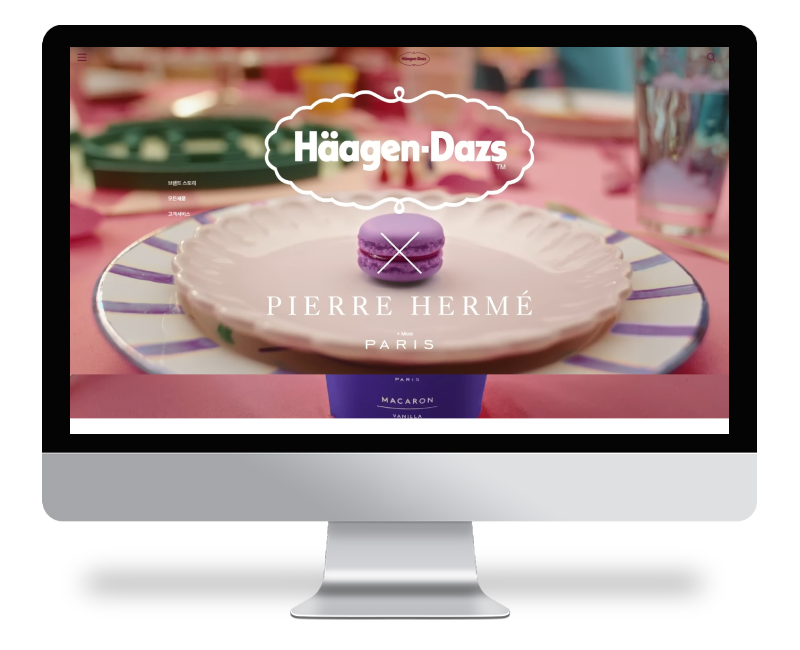 Häagen-Dazs
Häagen-Dazs
TM
브랜드 스토리
모든제품
고객서비스
PIERRE HERMÉ
+ More
PARIS
PARIS
MACARON
VANILLA